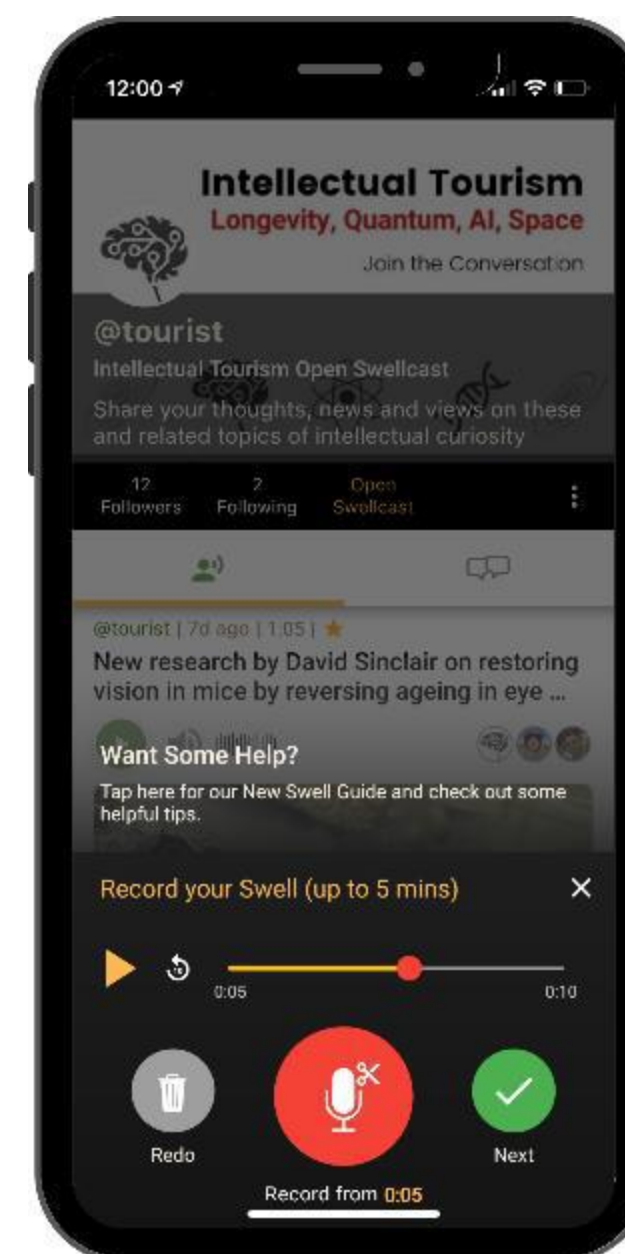 12:00
Intellectual Tourism
Longevity, Quantum, AI, Space
Join the Conversation
@tourist
Intellectual Tourism Open Swellcast
Share your thoughts, news and views on these
and related topics of intellectual curiosity
12 2 Open
Followers Following Swellcast
@tourist | 7d ago | 1:05 |
New research by David Sinclair on restoring
vision in mice by reversing ageing in eye ...
Want Some Help?
Tap here for our New Swell Guide and check out some
helpful tips.
Record your Swell (up to 5 mins)
0:05 0:10
Redo Next
Record from 0:05